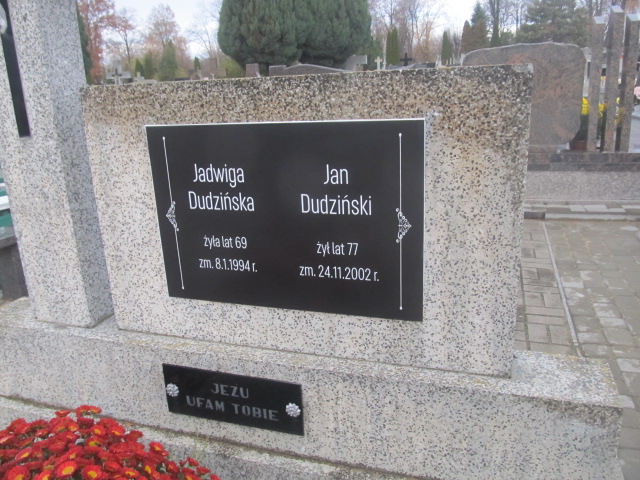 Jadwiga
Dudzińska
żyła lat 69
zm. 8.1.1994 r.
Jan
Dudziński
żył lat 77
zm. 24.11.2002 r.
JEZU
UFAM TOBIE